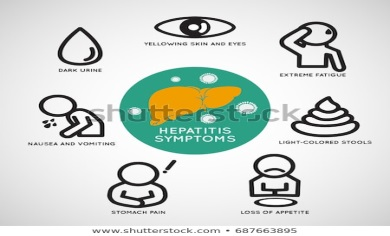 YELLOWING SKIN AND EYES
DARK URINE
EXTREME FATIGUE
shutterstock
HEPATITIS
SYMPTOMS
NAUSEA AND VOMITING
LIGHT-COLORED STOOLS
STOMACH PAIN
LOSS OF APPETITE
www.shutterstock.com • 687663895